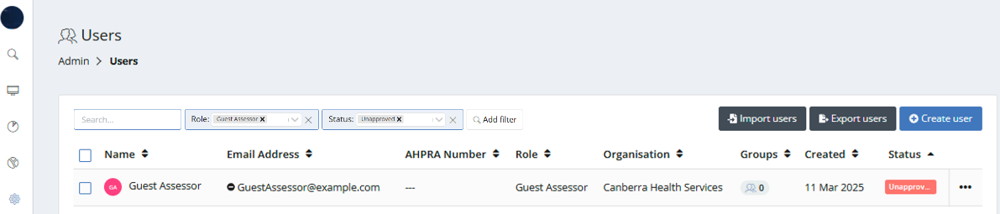 Users
Admin > Users
Search... Role: Guest Assessor Status: Unapproved Add filter Import users Export users Create user
Name Email Address AHPRA Number Role Organisation Groups Created Status
GA Guest Assessor GuestAssessor@example.com --- Guest Assessor Canberra Health Services 0 11 Mar 2025 Unapprov...